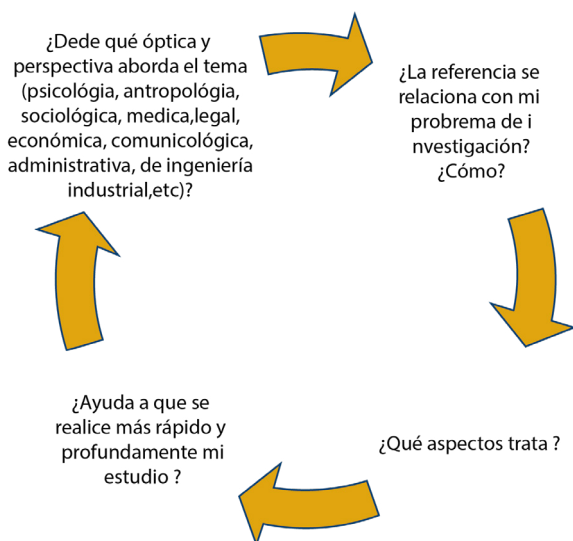 ¿Dede qué óptica y
perspectiva aborda el tema
(psicológia, antropológia,
sociológica, medica,legal,
económica, comunicológica,
administrativa, de ingeniería
industrial,etc)?
¿La referencia se
relaciona con mi
probrema de i
nvestigación?
¿Cómo?
¿Qué aspectos trata ?
¿Ayuda a que se
realice más rápido y
profundamente mi
estudio ?